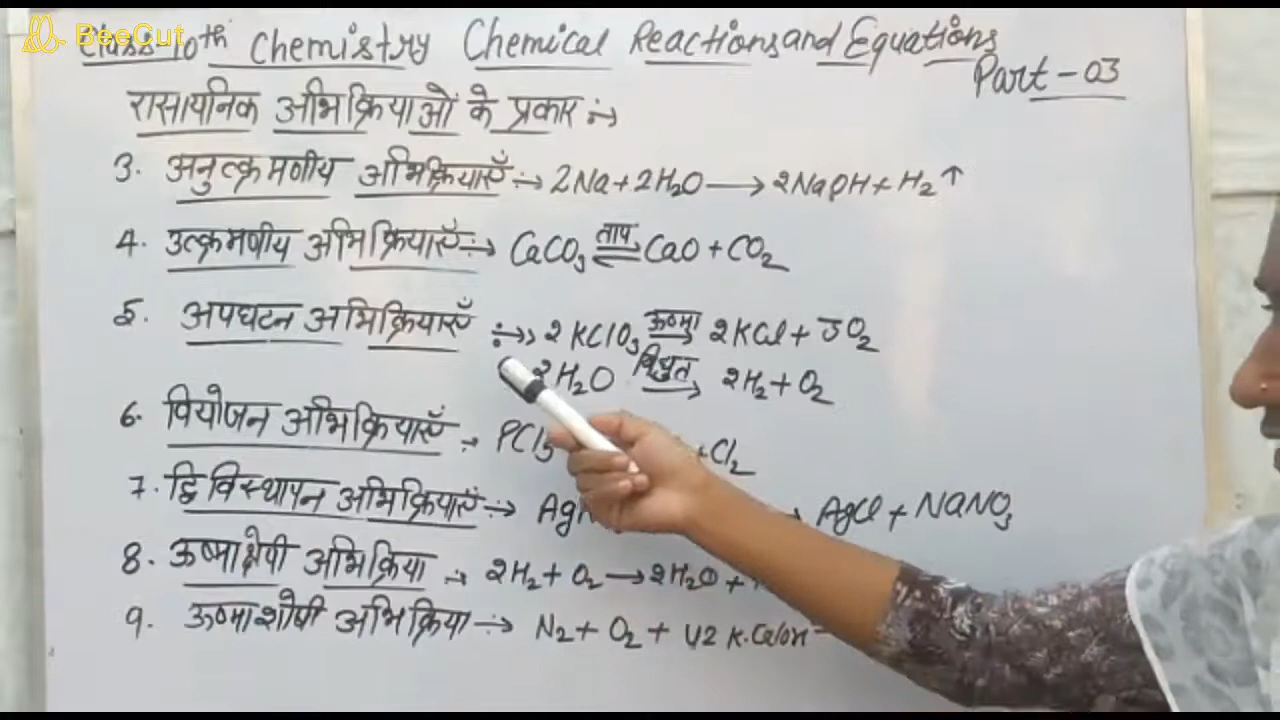 BeeCut
Class-10th Chemistry Chemical Reactions and Equations
Part-03
रासायनिक अभिक्रियाओं के प्रकार :→
3. अनुत्क्रमणीय अभिक्रियाएँ :→ 2Na+2H₂O → 2NaOH+H₂↑
4. उत्क्रमणीय अभिक्रियाएँ :→ CaCO₃ ताप ⇌ CaO+CO₂
5. अपघटन अभिक्रियाएँ :→ 2KClO₃ ऊष्मा → 2KCl+3O₂
2H₂O विधुत → 2H₂+O₂
6. वियोजन अभिक्रियाएँ → PCl₅ +Cl₂
7. द्विविस्थापन अभिक्रियाएँ :→ → AgCl+NaNO₃
8. ऊष्माक्षेपी अभिक्रिया → 2H₂+O₂ → 2H₂O+
9. ऊष्माशोषी अभिक्रिया → N₂+O₂+42 K.Calori